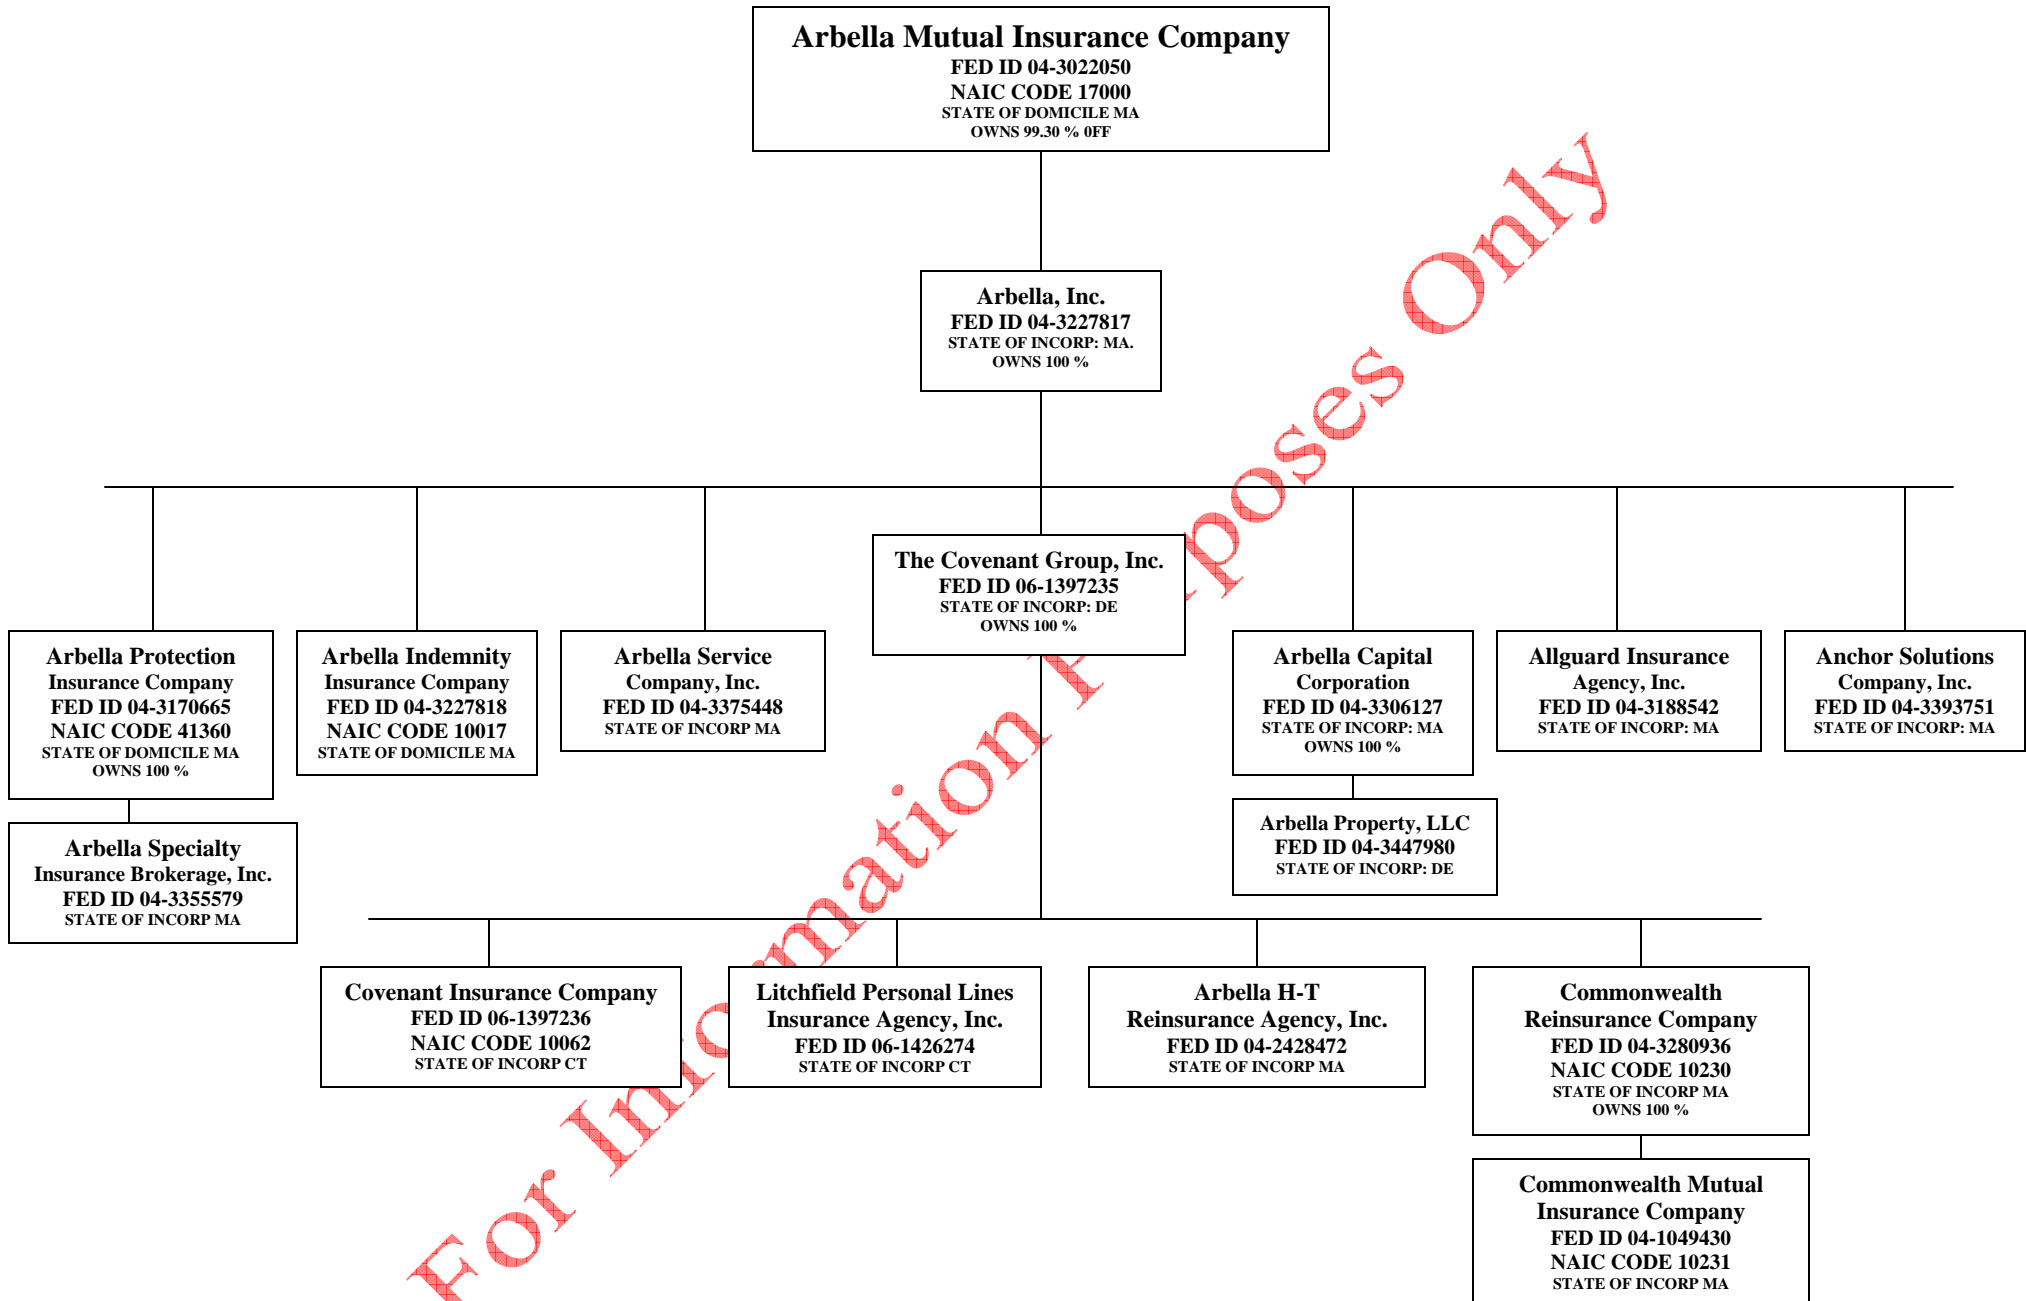 Arbella Mutual Insurance Company
FED ID 04-3022050
NAIC CODE 17000
STATE OF DOMICILE MA
OWNS 99.30 % 0FF
Arbella, Inc.
FED ID 04-3227817
STATE OF INCORP: MA.
OWNS 100 %
The Covenant Group, Inc.
FED ID 06-1397235
STATE OF INCORP: DE
OWNS 100 %
Arbella Protection
Insurance Company
FED ID 04-3170665
NAIC CODE 41360
STATE OF DOMICILE MA
OWNS 100 %
Arbella Indemnity
Insurance Company
FED ID 04-3227818
NAIC CODE 10017
STATE OF DOMICILE MA
Arbella Service
Company, Inc.
FED ID 04-3375448
STATE OF INCORP MA
Arbella Capital
Corporation
FED ID 04-3306127
STATE OF INCORP: MA
OWNS 100 %
Allguard Insurance
Agency, Inc.
FED ID 04-3188542
STATE OF INCORP: MA
Anchor Solutions
Company, Inc.
FED ID 04-3393751
STATE OF INCORP: MA
Arbella Specialty
Insurance Brokerage, Inc.
FED ID 04-3355579
STATE OF INCORP MA
Arbella Property, LLC
FED ID 04-3447980
STATE OF INCORP: DE
Covenant Insurance Company
FED ID 06-1397236
NAIC CODE 10062
STATE OF INCORP CT
Litchfield Personal Lines
Insurance Agency, Inc.
FED ID 06-1426274
STATE OF INCORP CT
Arbella H-T
Reinsurance Agency, Inc.
FED ID 04-2428472
STATE OF INCORP MA
Commonwealth
Reinsurance Company
FED ID 04-3280936
NAIC CODE 10230
STATE OF INCORP MA
OWNS 100 %
Commonwealth Mutual
Insurance Company
FED ID 04-1049430
NAIC CODE 10231
STATE OF INCORP MA
For Information Purposes Only